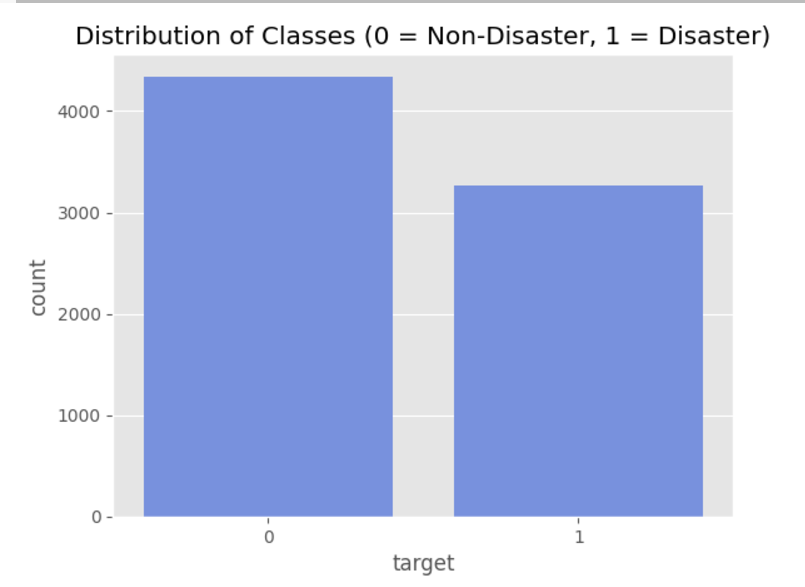 Distribution of Classes (0 = Non-Disaster, 1 = Disaster)
4000
3000
2000
1000
0
count
0 1
target